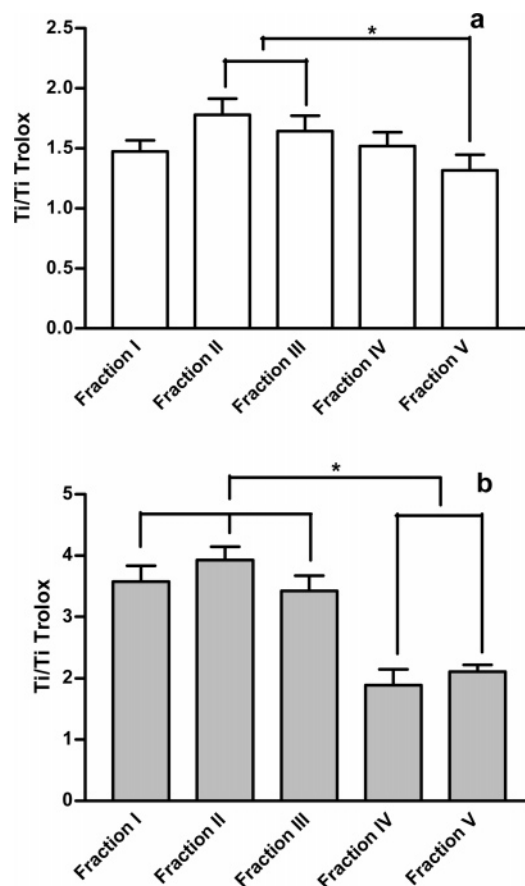 a
*
2.5
2.0
1.5
1.0
0.5
0.0
Ti/Ti Trolox
Fraction I
Fraction II
Fraction III
Fraction IV
Fraction V
b
*
5
4
3
2
1
0
Ti/Ti Trolox
Fraction I
Fraction II
Fraction III
Fraction IV
Fraction V